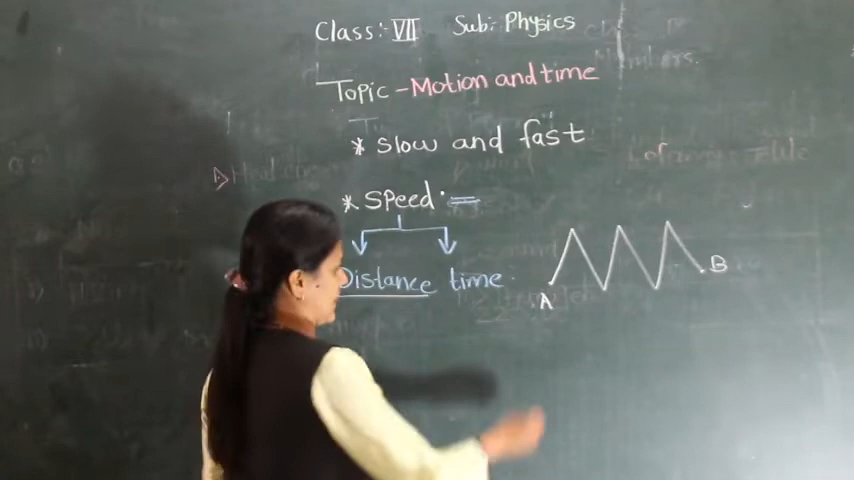 Class:- VII Sub: Physics
Topic - Motion and time
* Slow and fast
* Speed. =
Distance time.
A B